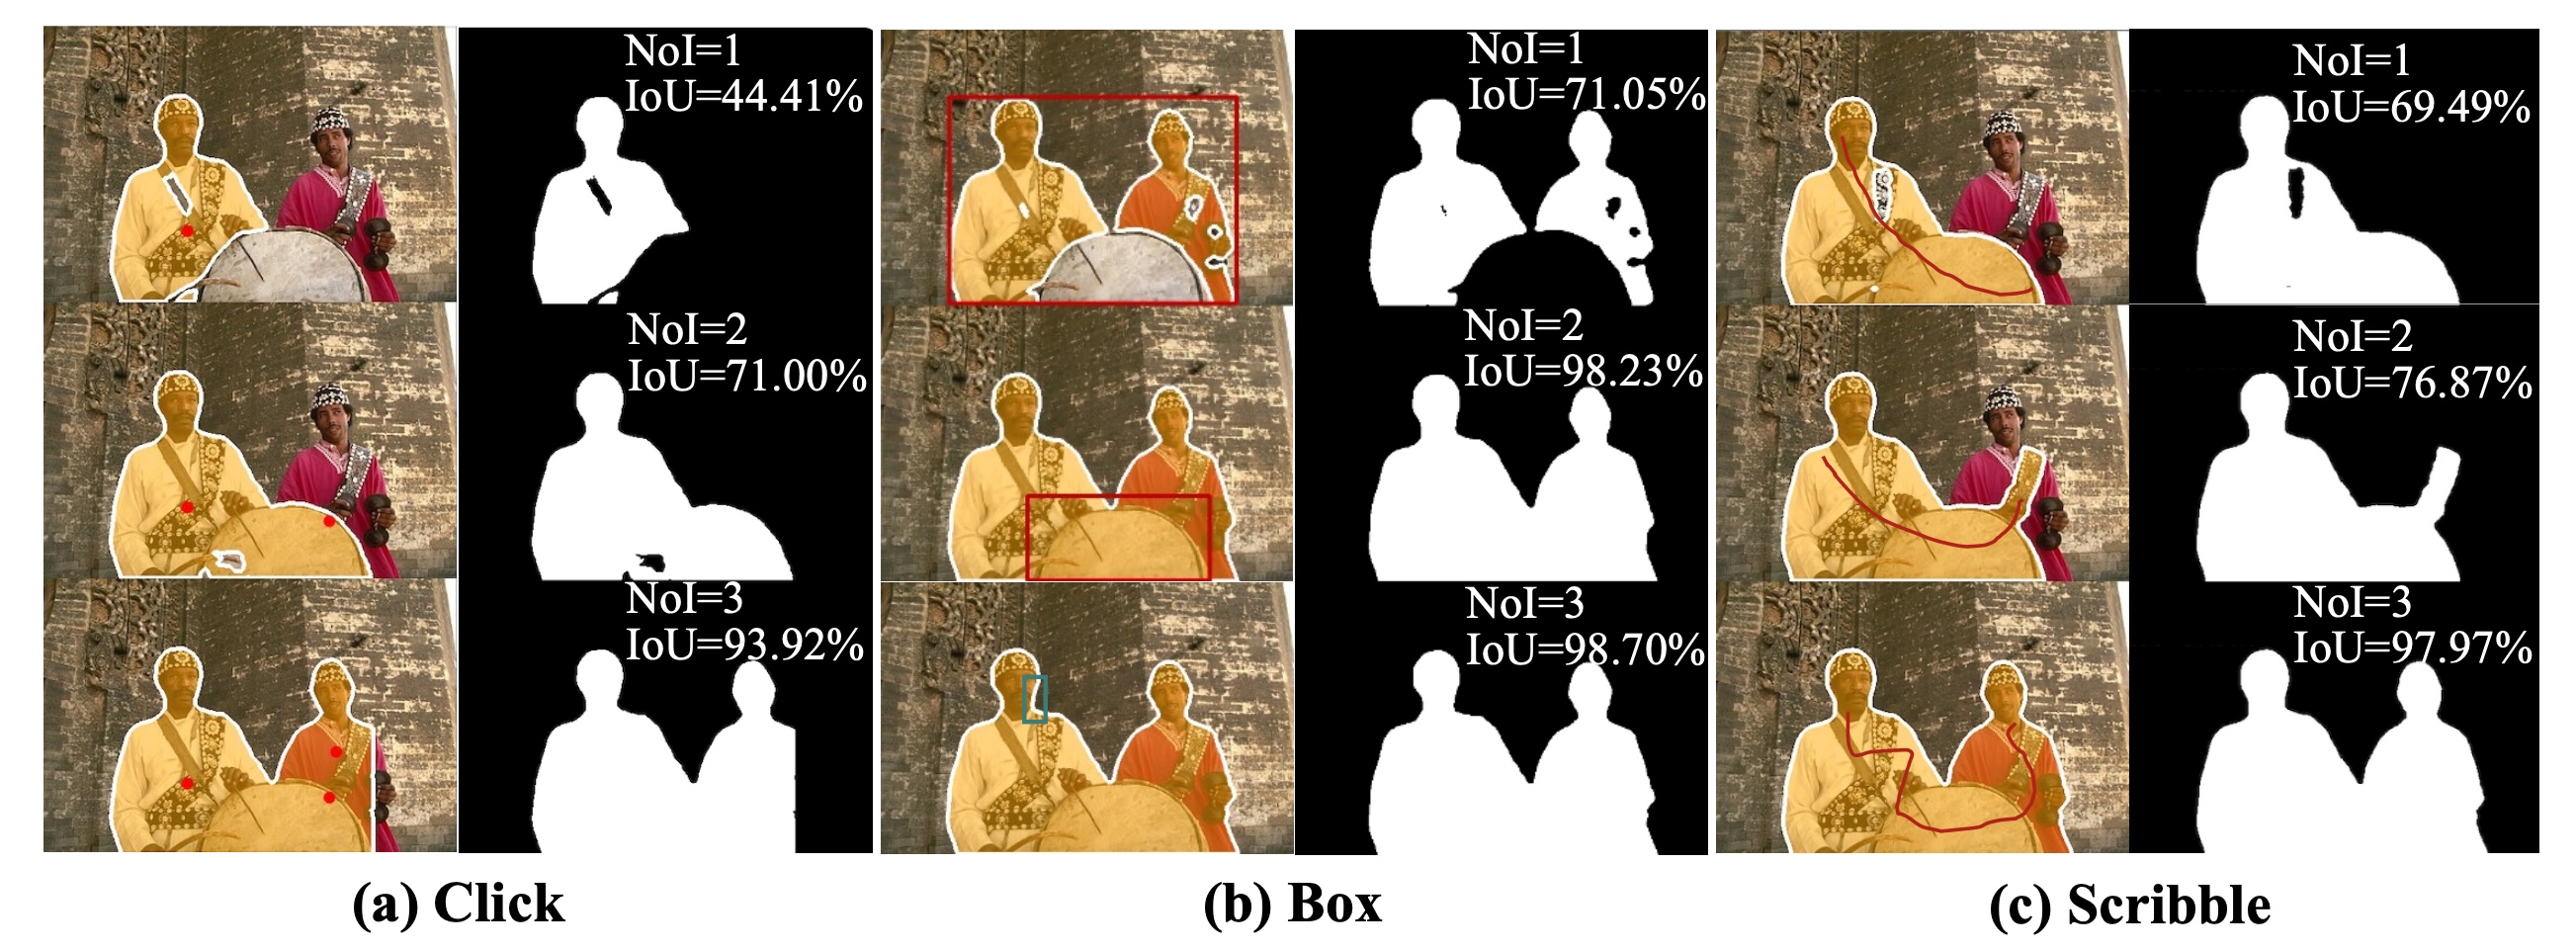 NoI=1
IoU=44.41%
NoI=1
IoU=71.05%
NoI=1
IoU=69.49%
NoI=2
IoU=71.00%
NoI=2
IoU=98.23%
NoI=2
IoU=76.87%
NoI=3
IoU=93.92%
NoI=3
IoU=98.70%
NoI=3
IoU=97.97%
(a) Click
(b) Box
(c) Scribble